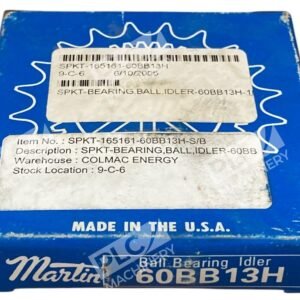 SPKT-165161-60BB13H
9-C-6 6/10/2005
SPKT-BEARING,BALL,IDLER-60BB13H-1
Item No. : SPKT-165161-60BB13H-S/B
Description : SPKT-BEARING,BALL,IDLER-60BB
Warehouse : COLMAC ENERGY
Stock Location : 9-C-6
MADE IN THE U.S.A.
Martin
Ball Bearing Idler
60BB13H
MACHINERY